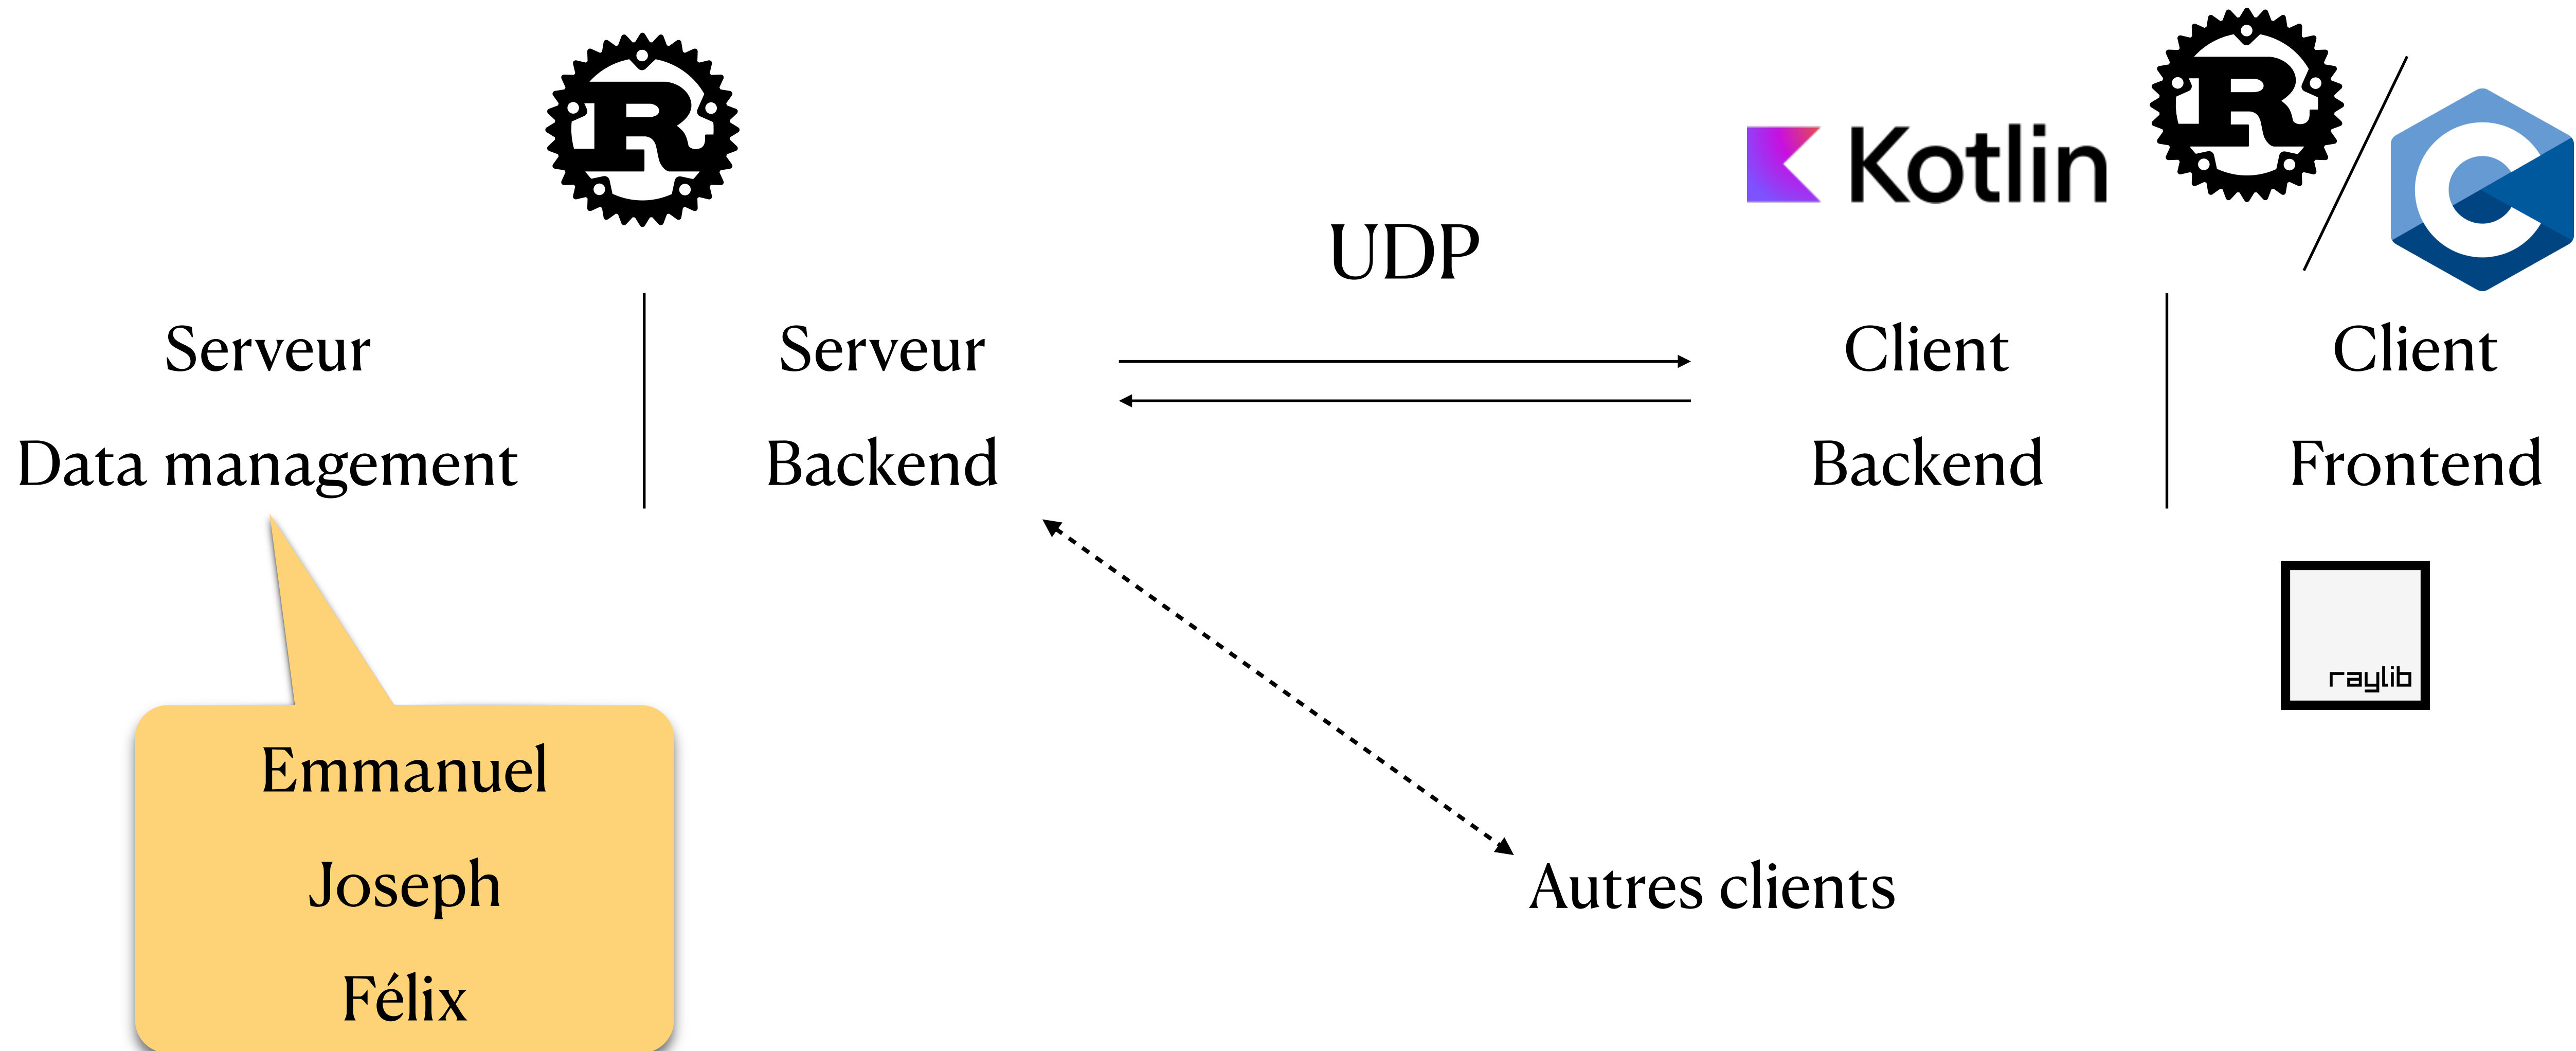 Kotlin
UDP
Serveur
Data management
Serveur
Backend
Client
Backend
Client
Frontend
raylib
Emmanuel
Joseph
Félix
Autres clients
R
R
C